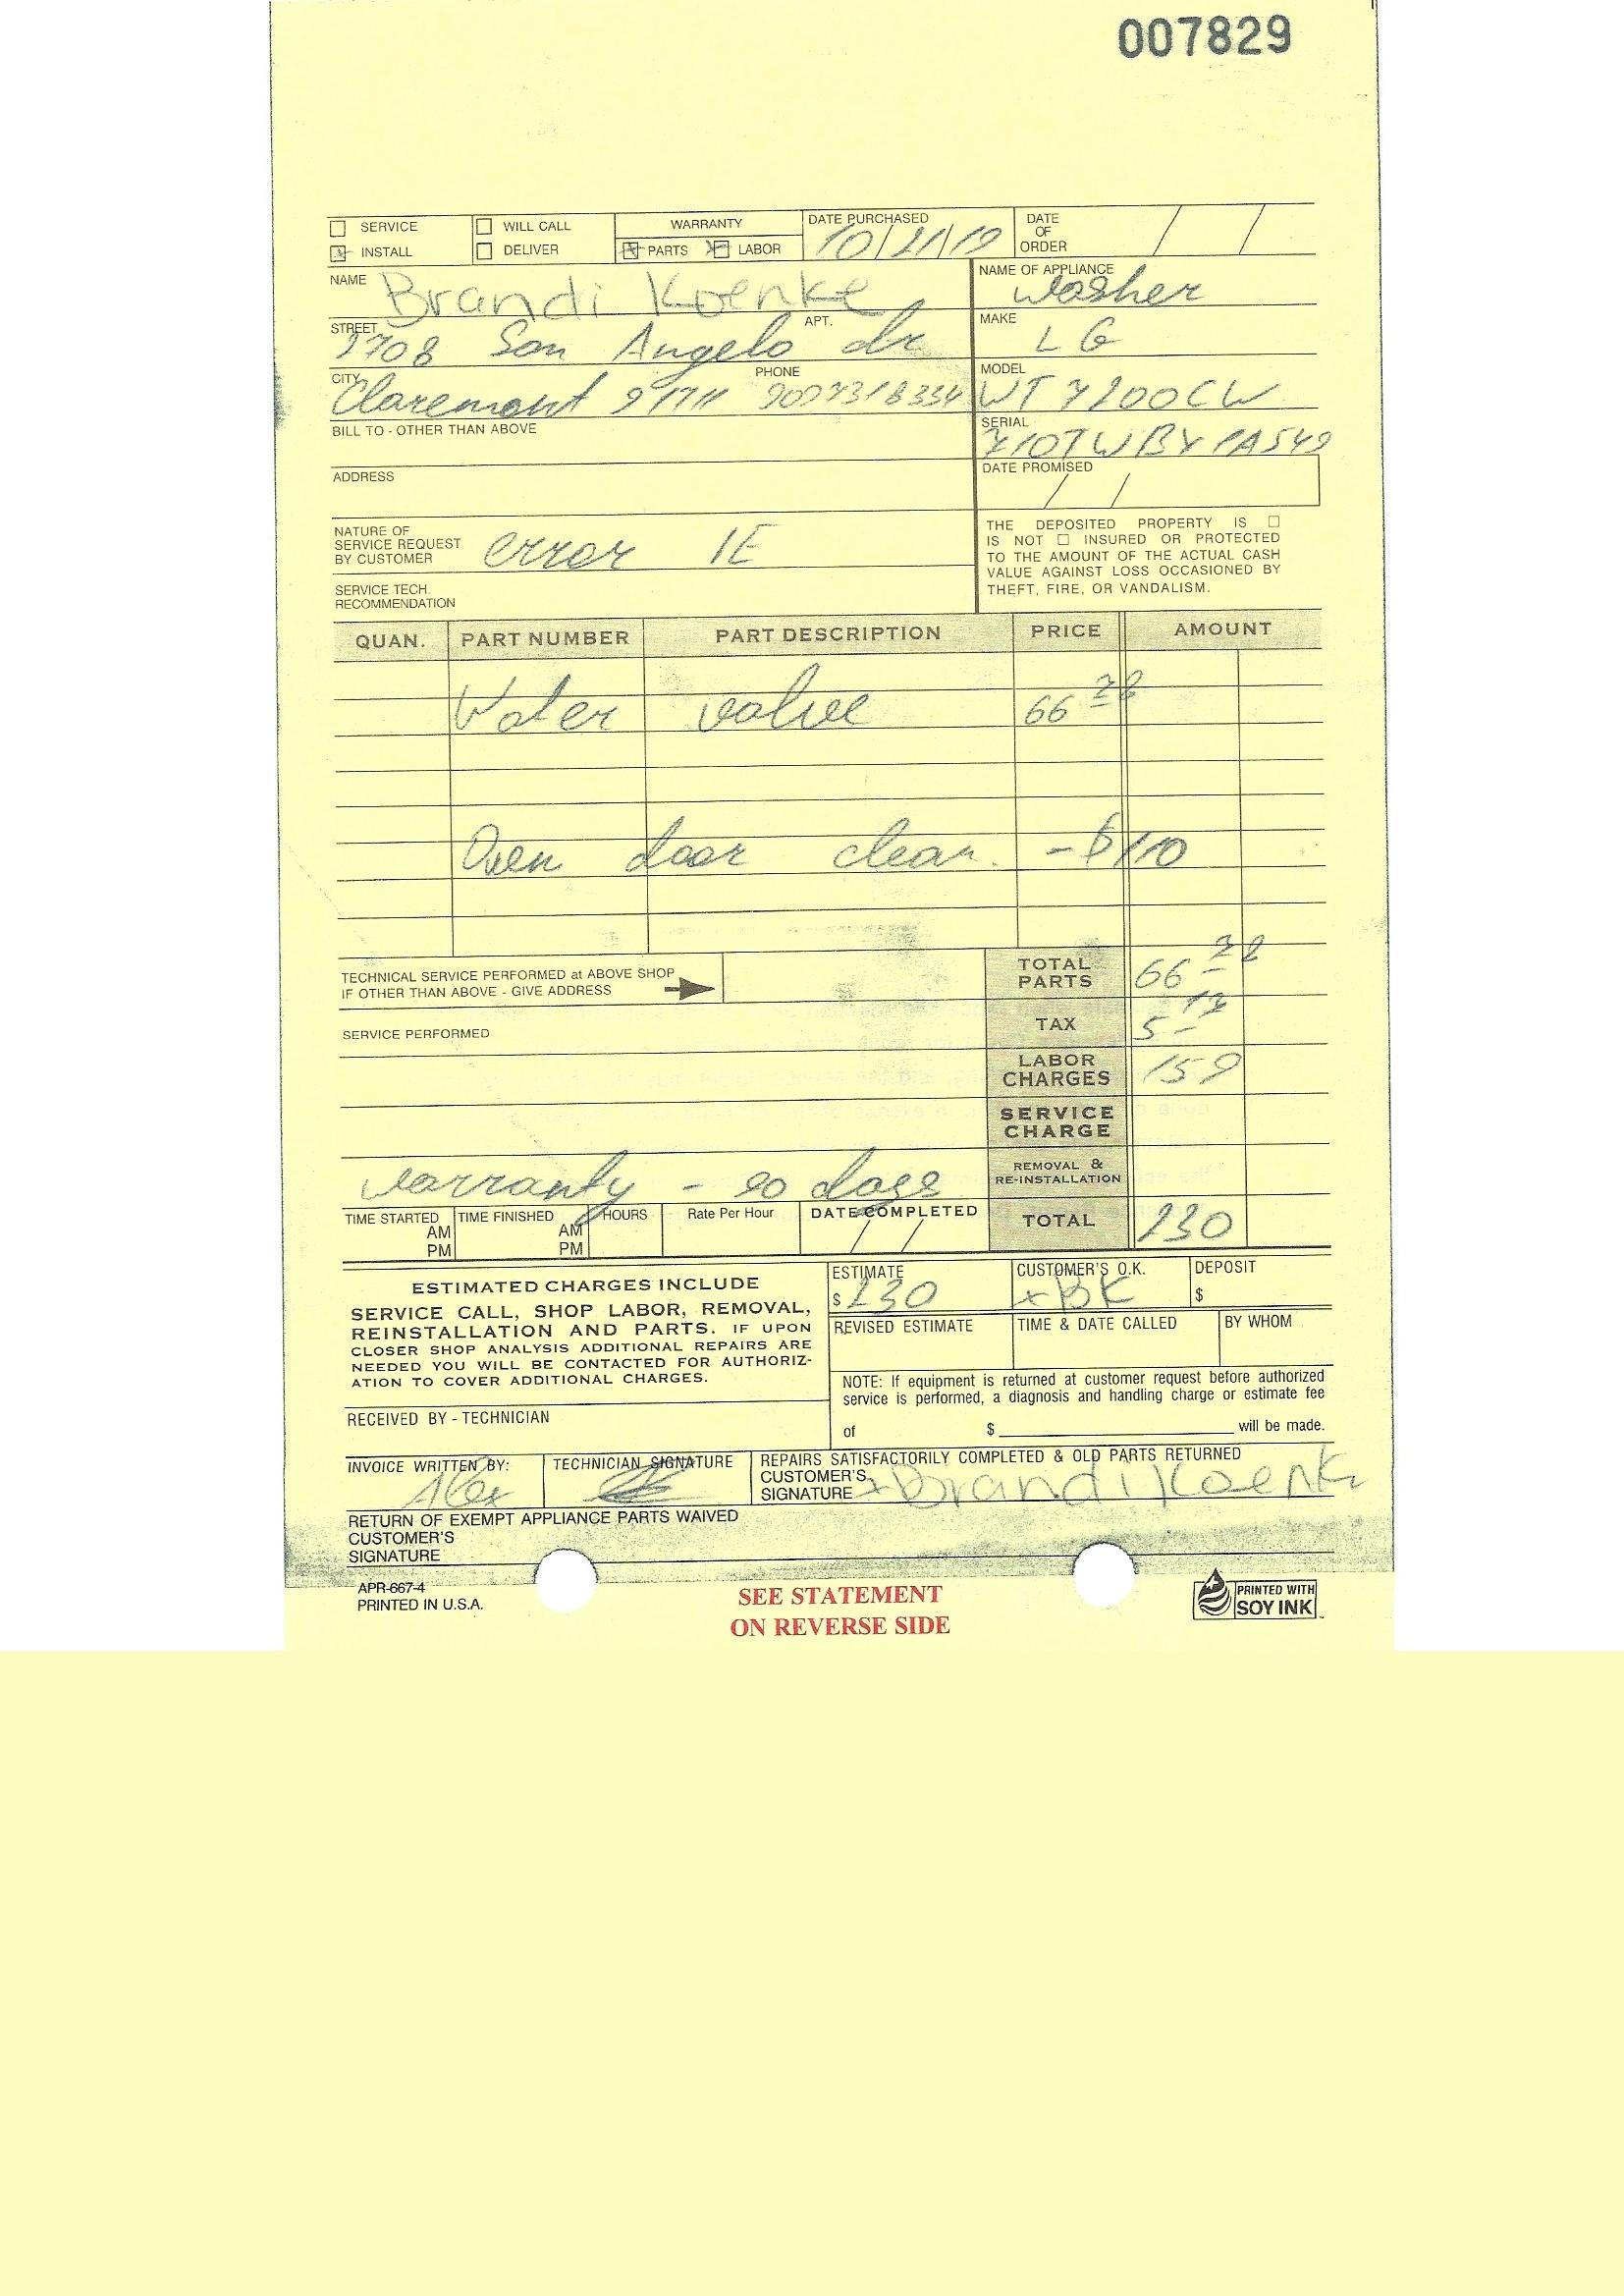 007829
SERVICE WILL CALL WARRANTY DATE PURCHASED 10/21/19 DATE OF ORDER / /
INSTALL DELIVER PARTS LABOR
NAME Brandi Koenke NAME OF APPLIANCE washer
STREET 2708 San Angelo dr APT. MAKE LG
CITY Claremont 91711 PHONE 9097318334 MODEL WT7200CW
BILL TO - OTHER THAN ABOVE SERIAL
ADDRESS DATE PROMISED / /
NATURE OF
SERVICE REQUEST
BY CUSTOMER error IE
SERVICE TECH.
RECOMMENDATION
THE DEPOSITED PROPERTY IS ☐
IS NOT ☐ INSURED OR PROTECTED
TO THE AMOUNT OF THE ACTUAL CASH
VALUE AGAINST LOSS OCCASIONED BY
THEFT, FIRE, OR VANDALISM.
QUAN. PART NUMBER PART DESCRIPTION PRICE AMOUNT
Water valve 66
Oven door clean. - $110
TECHNICAL SERVICE PERFORMED at ABOVE SHOP
IF OTHER THAN ABOVE - GIVE ADDRESS
TOTAL PARTS 66
SERVICE PERFORMED TAX 5
LABOR CHARGES 159
SERVICE CHARGE
warranty - 90 days REMOVAL & RE-INSTALLATION
TIME STARTED AM PM TIME FINISHED AM PM HOURS Rate Per Hour DATE COMPLETED / / TOTAL 230
ESTIMATED CHARGES INCLUDE
SERVICE CALL, SHOP LABOR, REMOVAL,
REINSTALLATION AND PARTS. IF UPON
CLOSER SHOP ANALYSIS ADDITIONAL REPAIRS ARE
NEEDED YOU WILL BE CONTACTED FOR AUTHORIZ-
ATION TO COVER ADDITIONAL CHARGES.
ESTIMATE $ 230 CUSTOMER'S O.K. x BK DEPOSIT $
REVISED ESTIMATE TIME & DATE CALLED BY WHOM
NOTE: If equipment is returned at customer request before authorized
service is performed, a diagnosis and handling charge or estimate fee
of $ will be made.
RECEIVED BY - TECHNICIAN
INVOICE WRITTEN BY: Alex TECHNICIAN SIGNATURE REPAIRS SATISFACTORILY COMPLETED & OLD PARTS RETURNED
CUSTOMER'S
SIGNATURE x Brandi Koenk
RETURN OF EXEMPT APPLIANCE PARTS WAIVED
CUSTOMER'S
SIGNATURE
APR-667-4
PRINTED IN U.S.A.
SEE STATEMENT
ON REVERSE SIDE
PRINTED WITH
SOY INK